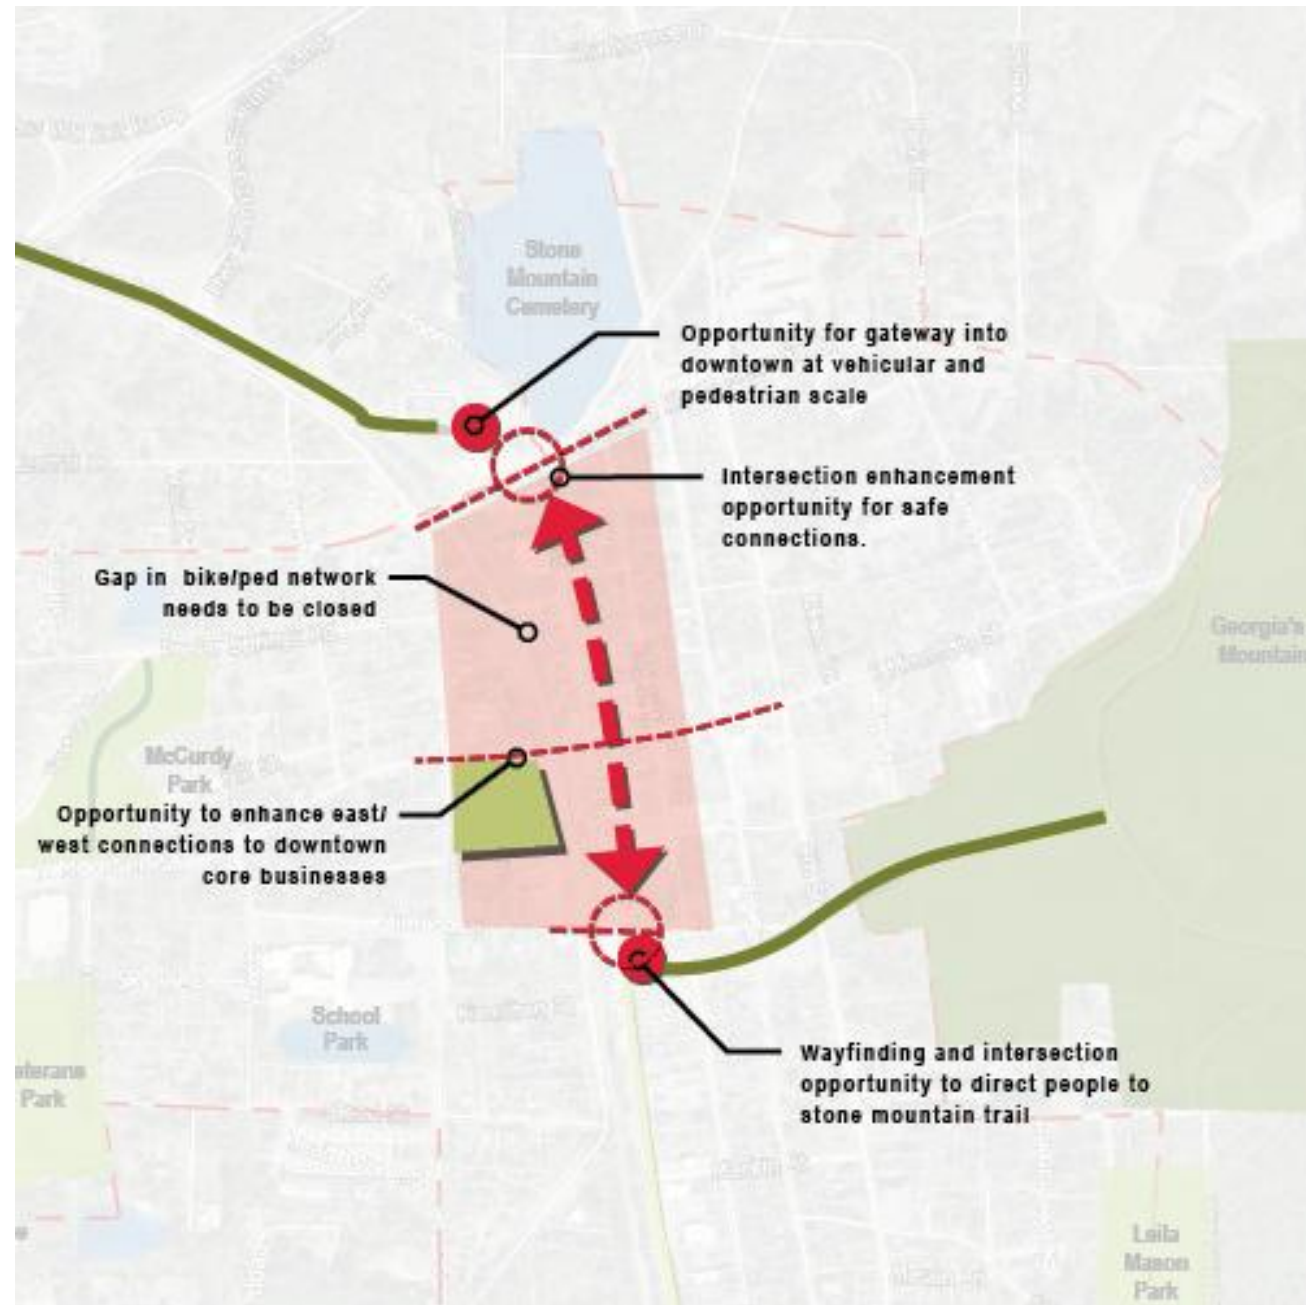 Stone
Mountain
Cemetery
Opportunity for gateway into
downtown at vehicular and
pedestrian scale
Intersection enhancement
opportunity for safe
connections.
Gap in bike/ped network
needs to be closed
Georgia's
Mountain
McCurdy
Park
Opportunity to enhance east/
west connections to downtown
core businesses
School
Park
Wayfinding and intersection
opportunity to direct people to
stone mountain trail
eterans
Park
Leila
Mason
Park